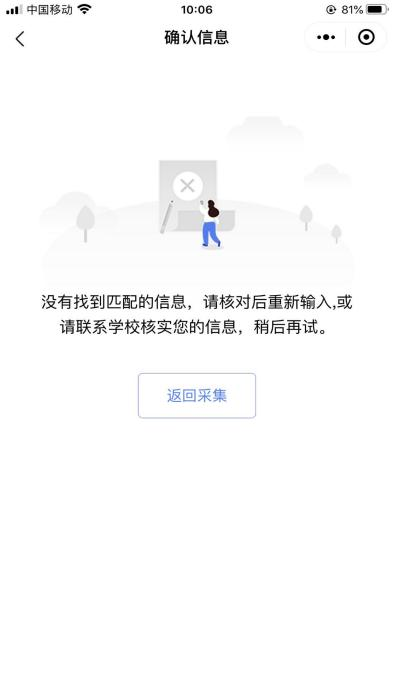 中国移动 10:06 81%
确认信息
没有找到匹配的信息，请核对后重新输入,或
请联系学校核实您的信息，稍后再试。
返回采集